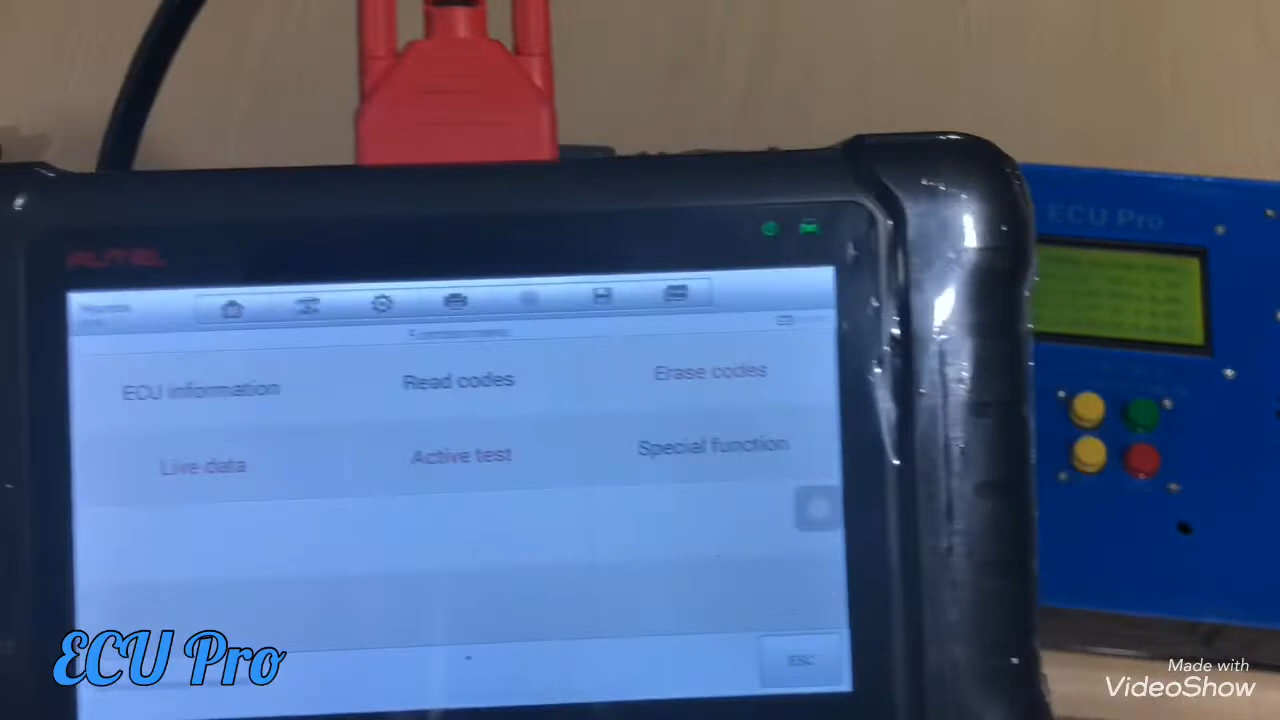 ECU Pro
AUTEL
ECU information
Read codes
Erase codes
Live data
Active test
Special function
ESC
ECU Pro
Made with
VideoShow